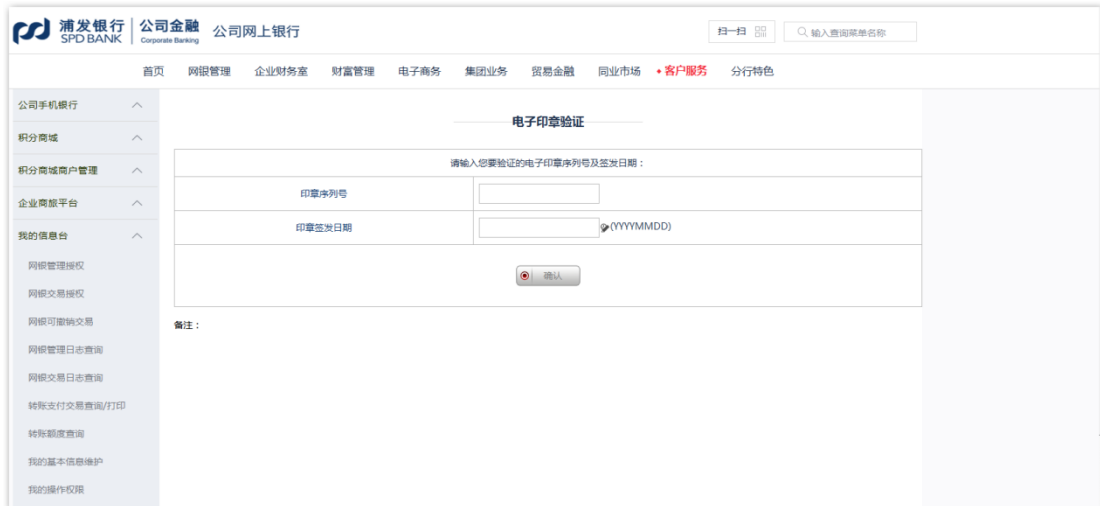 浦发银行 公司金融 公司网上银行
SPD BANK Corporate Banking
扫一扫 输入查询菜单名称
首页 网银管理 企业财务室 财富管理 电子商务 集团业务 贸易金融 同业市场 客户服务 分行特色
公司手机银行
积分商城
积分商城商户管理
企业商旅平台
我的信息台
网银管理授权
网银交易授权
网银可撤销交易
网银管理日志查询
网银交易日志查询
转账支付交易查询/打印
转账额度查询
我的基本信息维护
我的操作权限
电子印章验证
请输入您要验证的电子印章序列号及签发日期：
印章序列号
印章签发日期 (YYYYMMDD)
确认
备注：